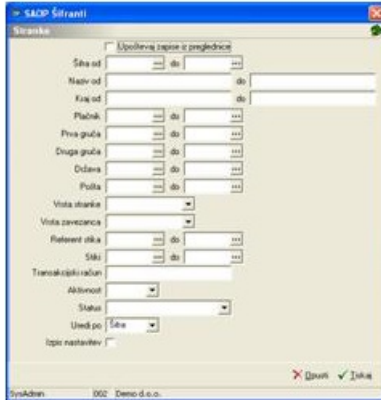 SAOP Šifranti
Stranke
Upoštevaj zapise iz preglednice
Šifra od ... do ...
Naziv od do
Kraj od do
Plačnik ... do ...
Prva gruča ... do ...
Druga gruča ... do ...
Država ... do ...
Pošta ... do ...
Vrsta stranke
Vrsta zavezanca
Referent stika ... do ...
Stiki ... do ...
Transakcijski račun
Aktivnost
Status
Uredi po Šifra
Izpis nastavitev
Opusti Tiskaj
SysAdmin 002 Demo d.o.o.